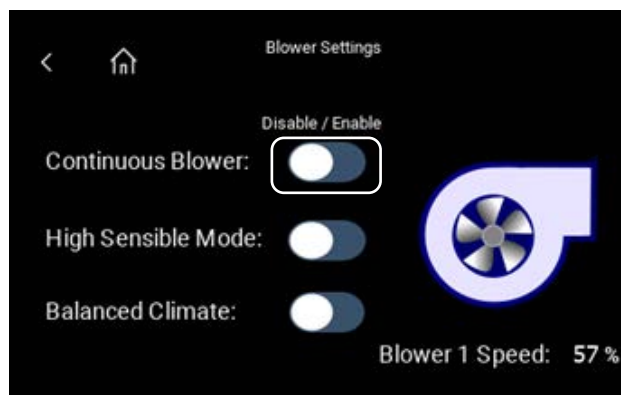 Blower Settings
Disable / Enable
Continuous Blower:
High Sensible Mode:
Balanced Climate:
Blower 1 Speed: 57 %